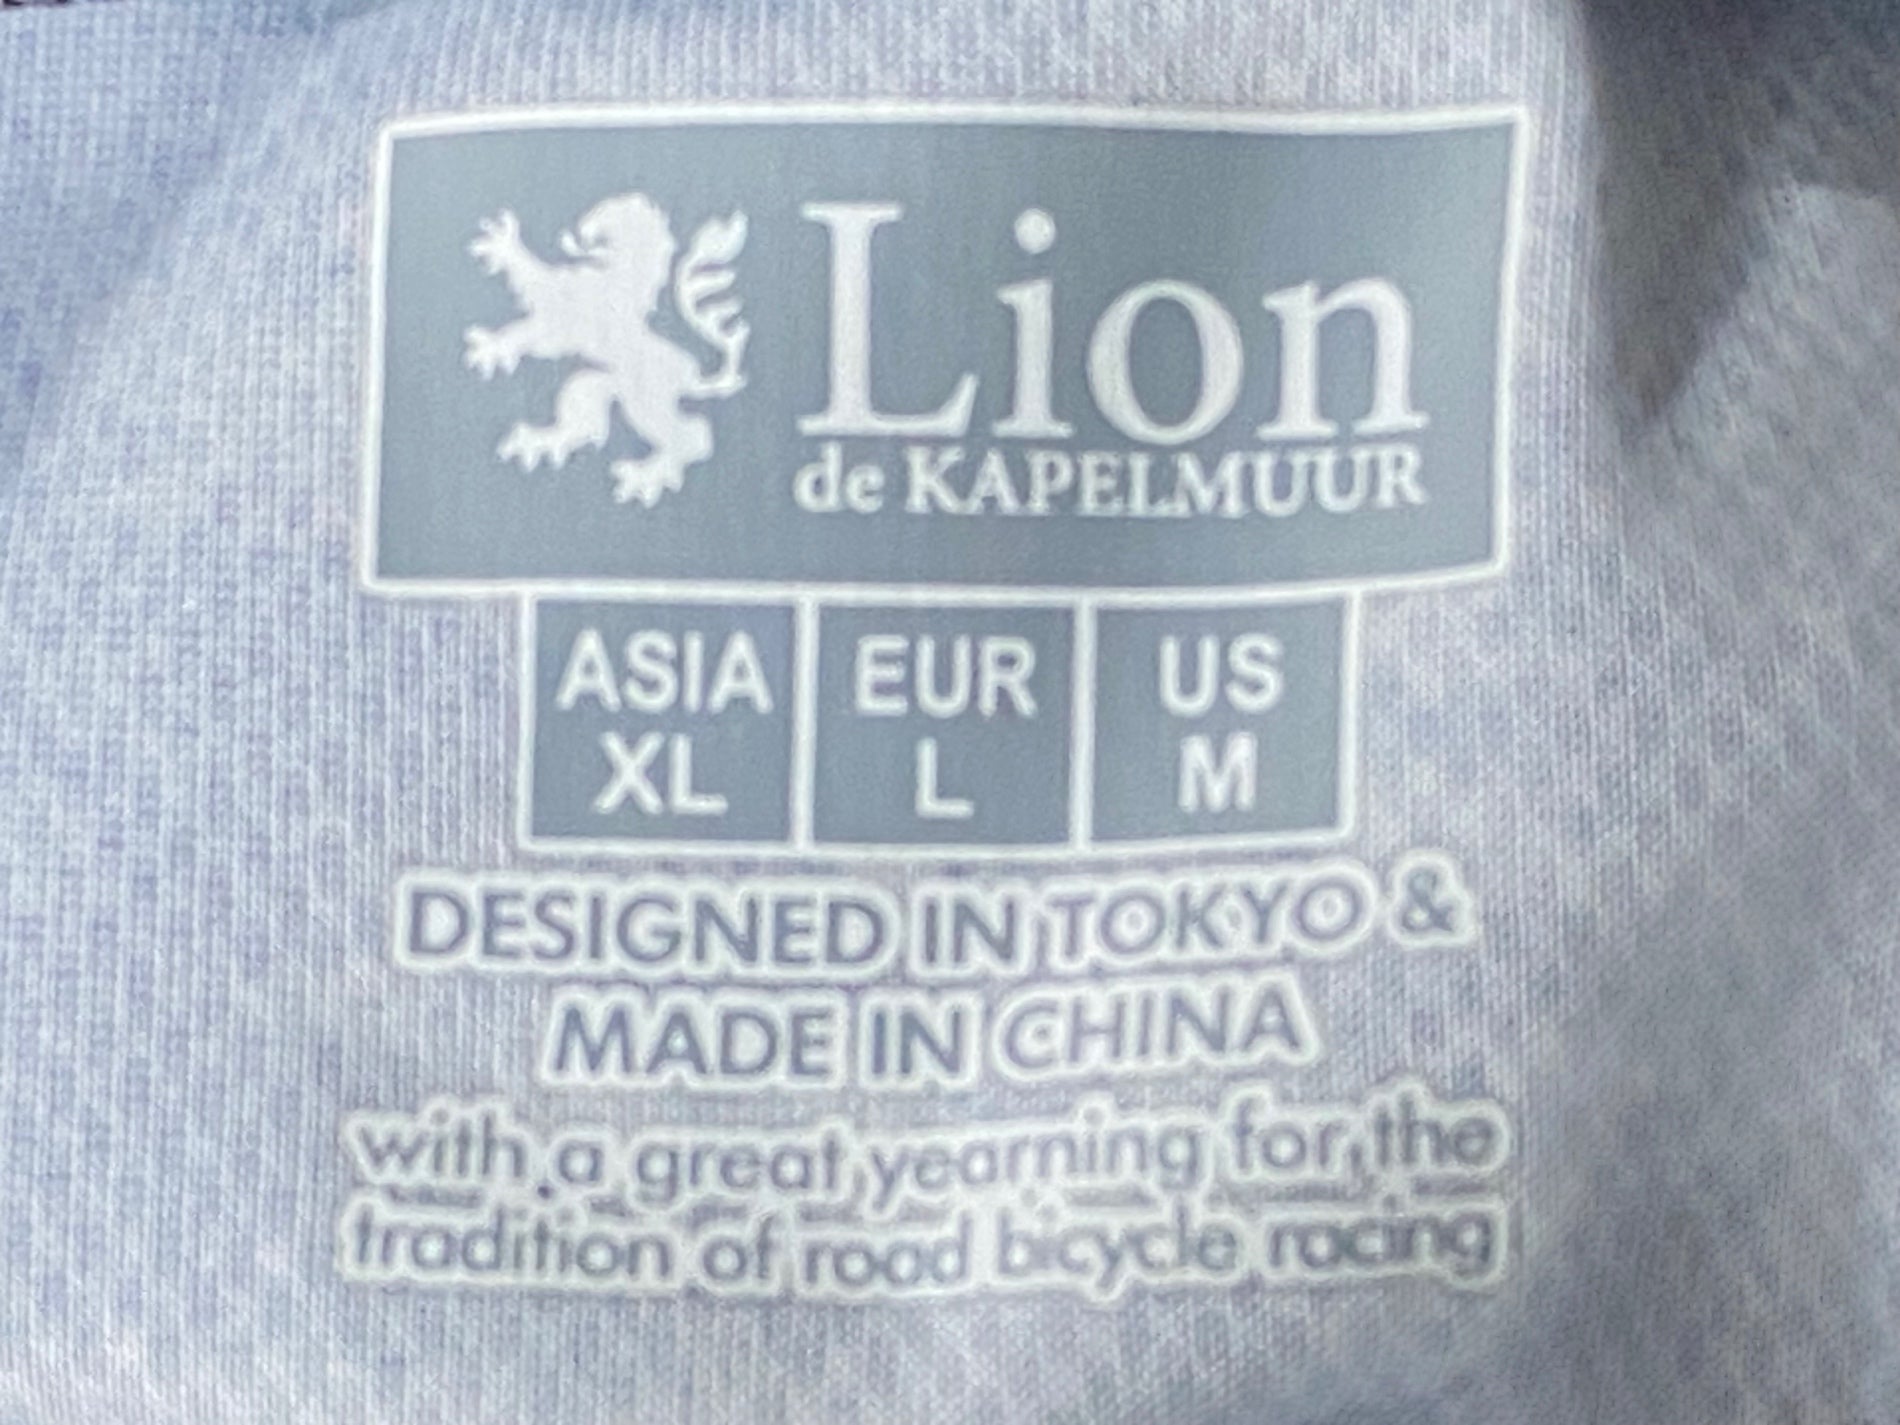 Lion
de KAPELMUUR
ASIA EUR US
XL L M
DESIGNED IN TOKYO &
MADE IN CHINA
with a great yearning for the
tradition of road bicycle racing